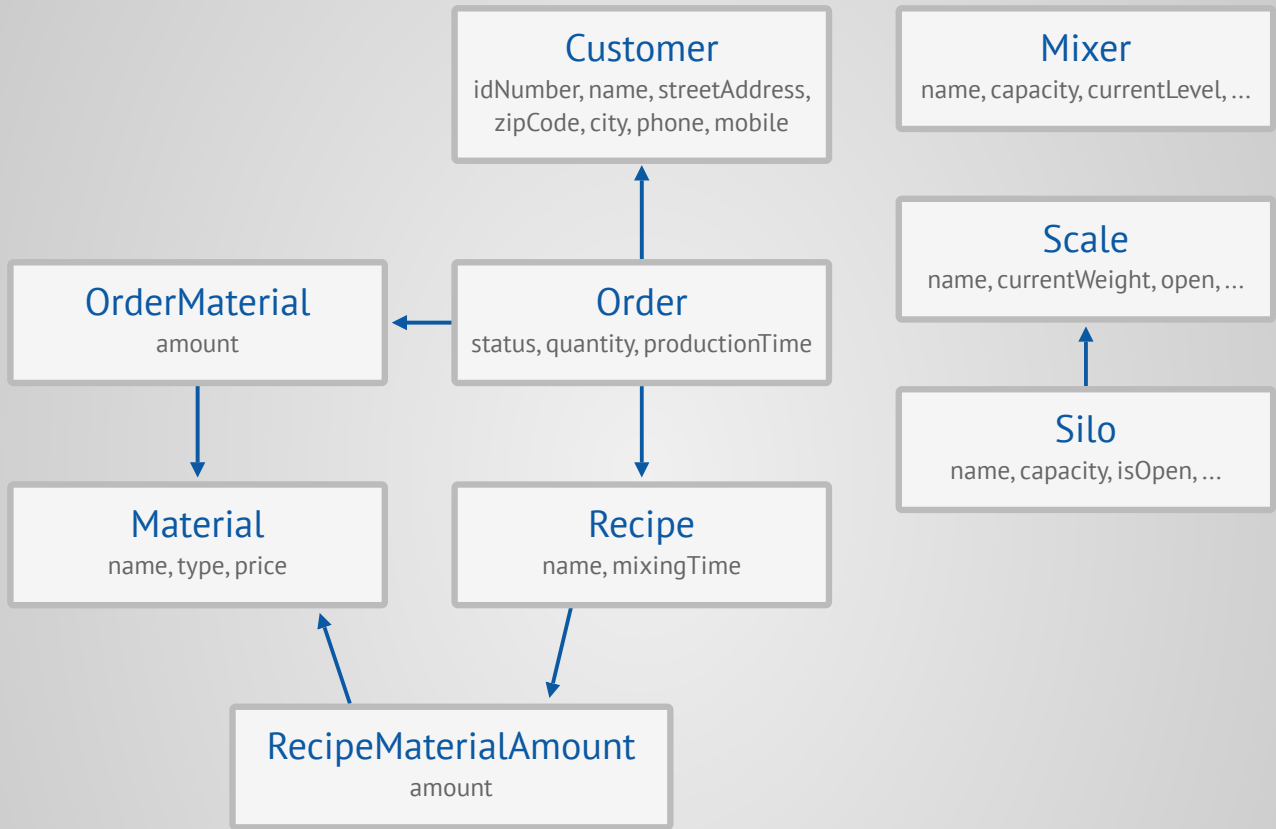 Customer
idNumber, name, streetAddress,
zipCode, city, phone, mobile
Mixer
name, capacity, currentLevel, ...
Scale
name, currentWeight, open, ...
OrderMaterial
amount
Order
status, quantity, productionTime
Silo
name, capacity, isOpen, ...
Material
name, type, price
Recipe
name, mixingTime
RecipeMaterialAmount
amount